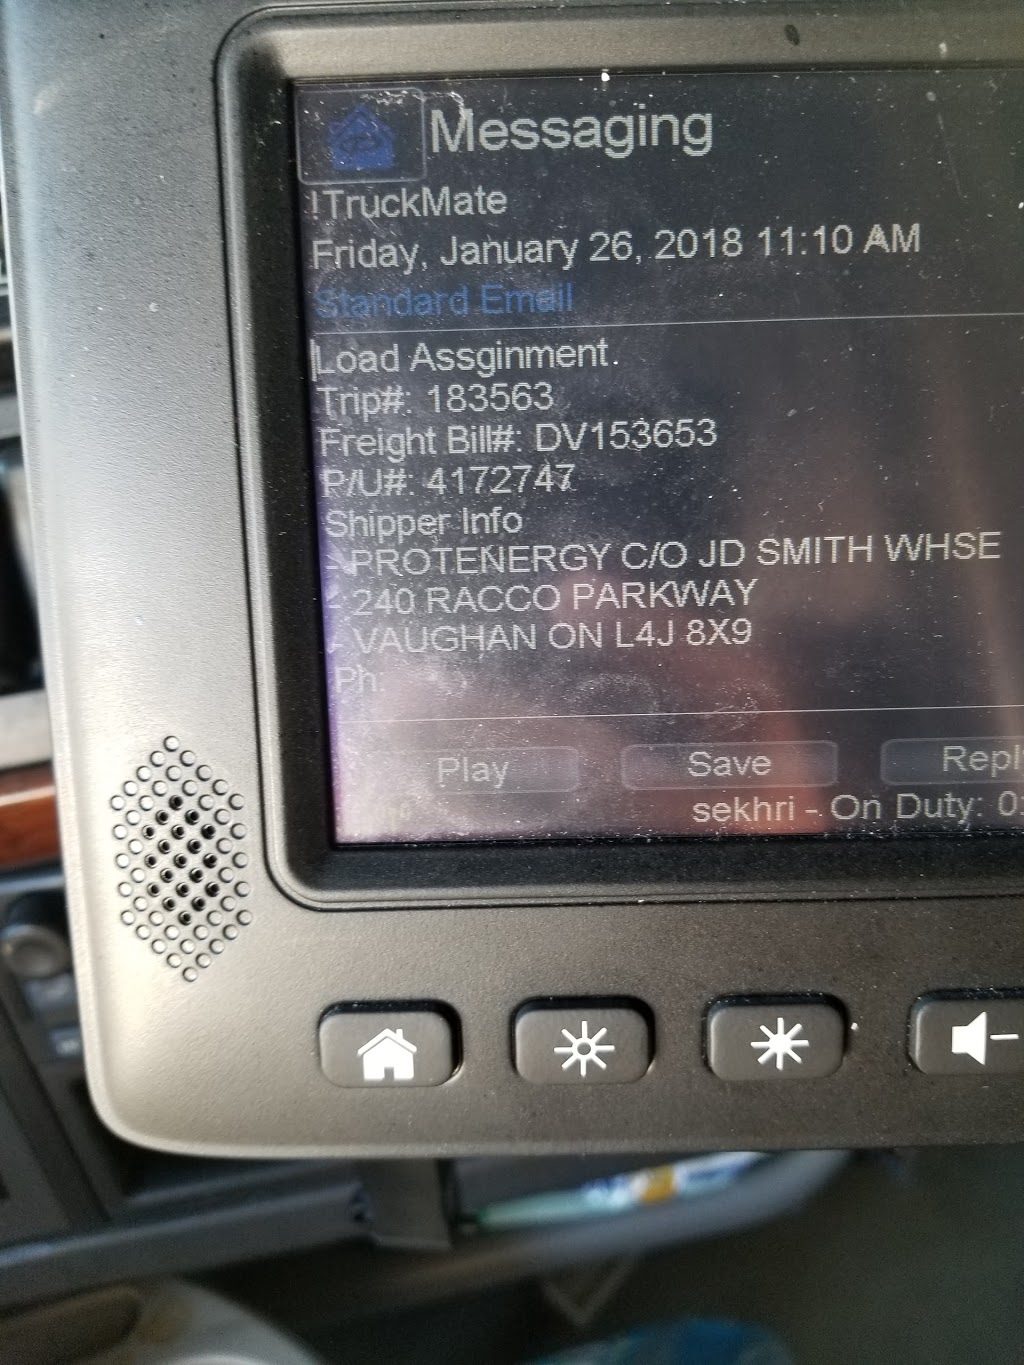 Messaging
!TruckMate
Friday, January 26, 2018 11:10 AM
Standard Email
Load Assginment.
Trip#: 183563
Freight Bill#: DV153653
P/U#: 4172747
Shipper Info
- PROTENERGY C/O JD SMITH WHSE
- 240 RACCO PARKWAY
- VAUGHAN ON L4J 8X9
Ph:
Play Save Repl
sekhri - On Duty: 0: